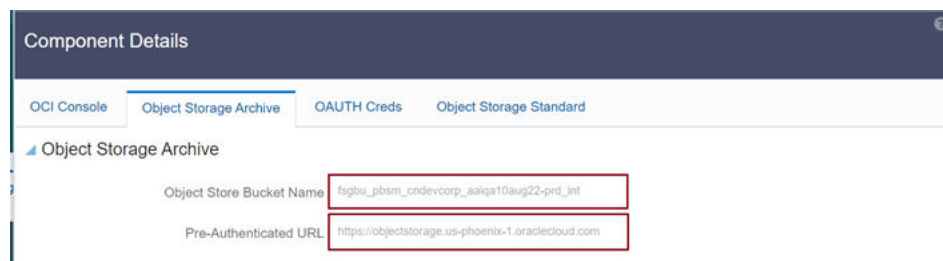 Component Details
OCI Console Object Storage Archive OAUTH Creds Object Storage Standard
Object Storage Archive
Object Store Bucket Name fsgbu_pbsm_cndevcorp_aaiqa10aug22-prd_int
Pre-Authenticated URL https://objectstorage.us-phoenix-1.oraclecloud.com